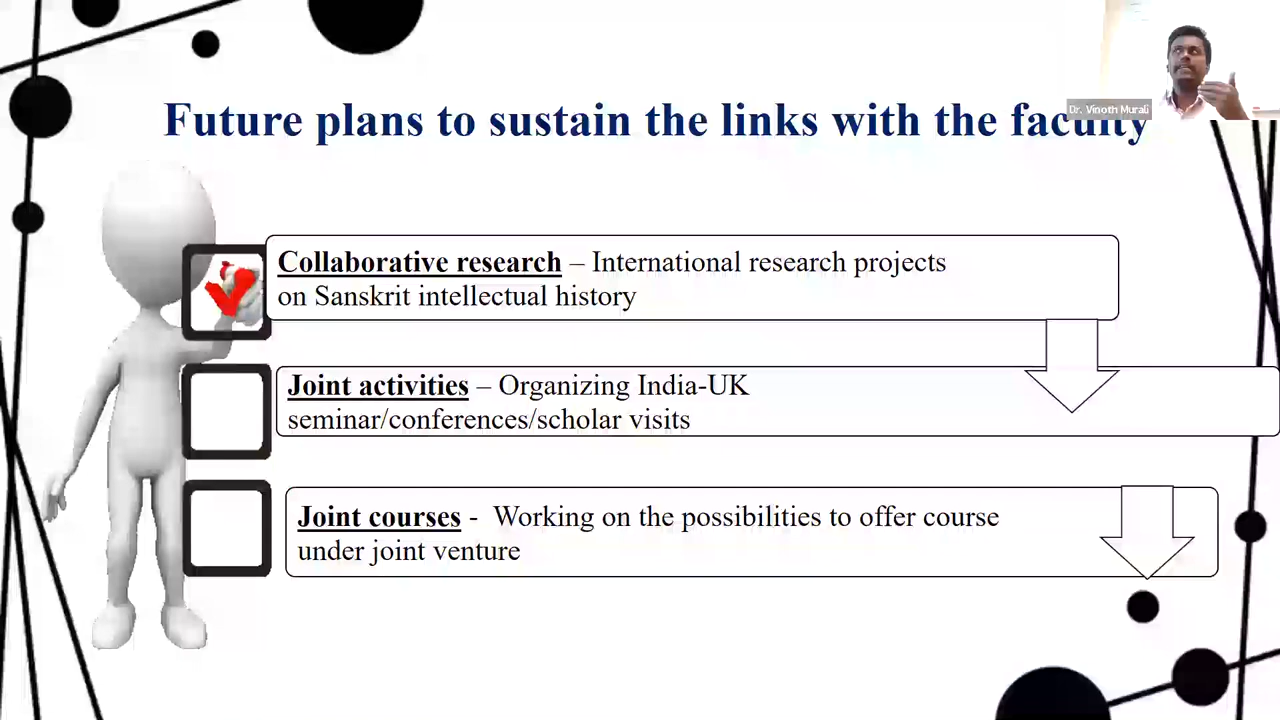 Future plans to sustain the links with the faculty
Dr. Vinoth Murali
Collaborative research – International research projects
on Sanskrit intellectual history
Joint activities – Organizing India-UK
seminar/conferences/scholar visits
Joint courses - Working on the possibilities to offer course
under joint venture